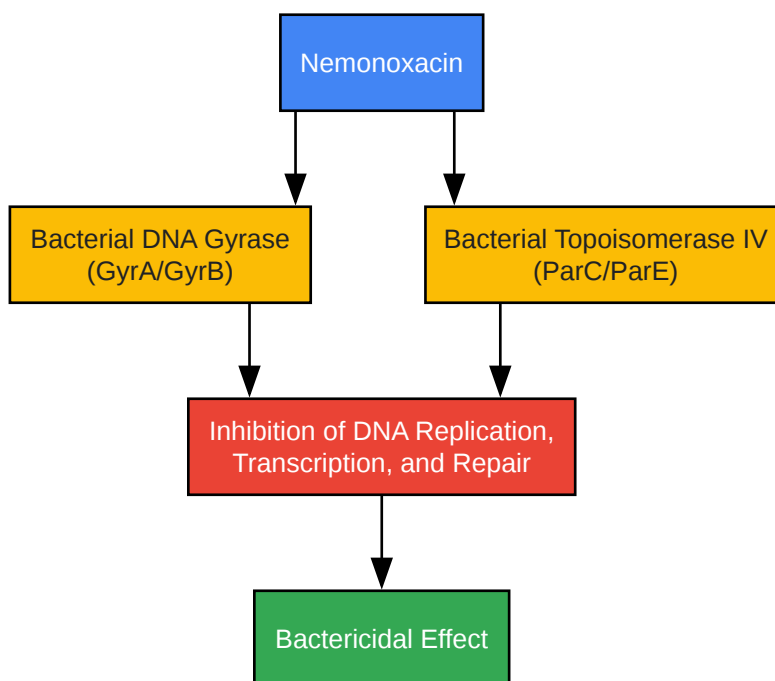 Nemonoxacin
Bacterial DNA Gyrase
(GyrA/GyrB)
Bacterial Topoisomerase IV
(ParC/ParE)
Inhibition of DNA Replication,
Transcription, and Repair
Bactericidal Effect